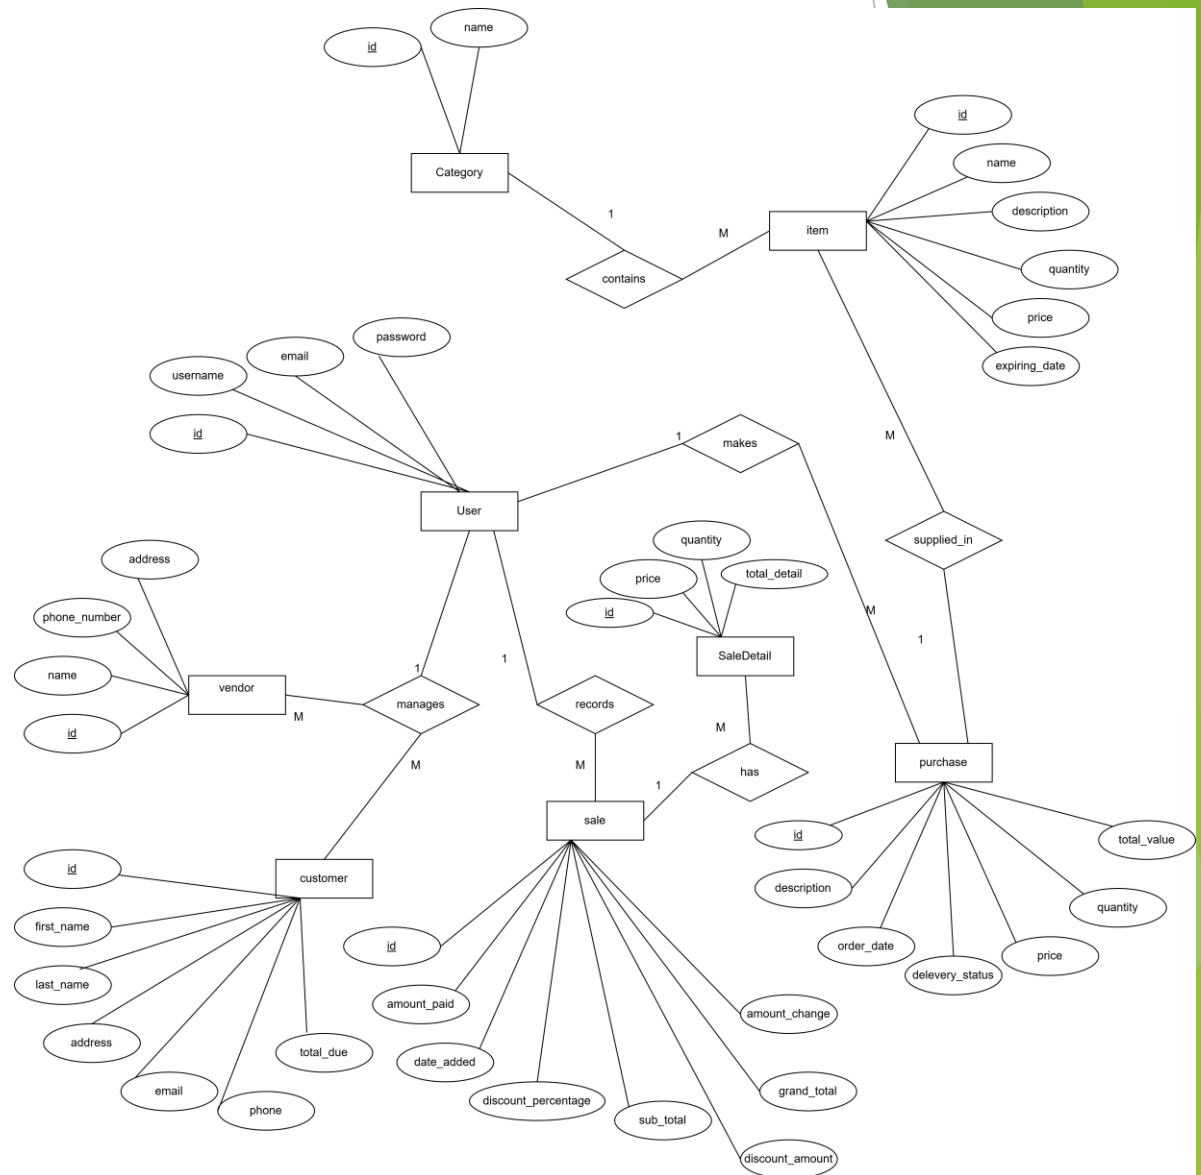 name
id
id
Category
name
1
description
M
item
contains
quantity
price
password
email
expiring_date
username
id
1
makes
M
User
quantity
supplied_in
address
total_detail
price
id
phone_number
M
1
SaleDetail
1
1
name
vendor
manages
records
M
M
id
M
M
purchase
has
1
sale
id
total_value
id
customer
description
quantity
first_name
id
order_date
price
delevery_status
last_name
amount_paid
amount_change
address
total_due
date_added
email
discount_percentage
grand_total
phone
sub_total
discount_amount